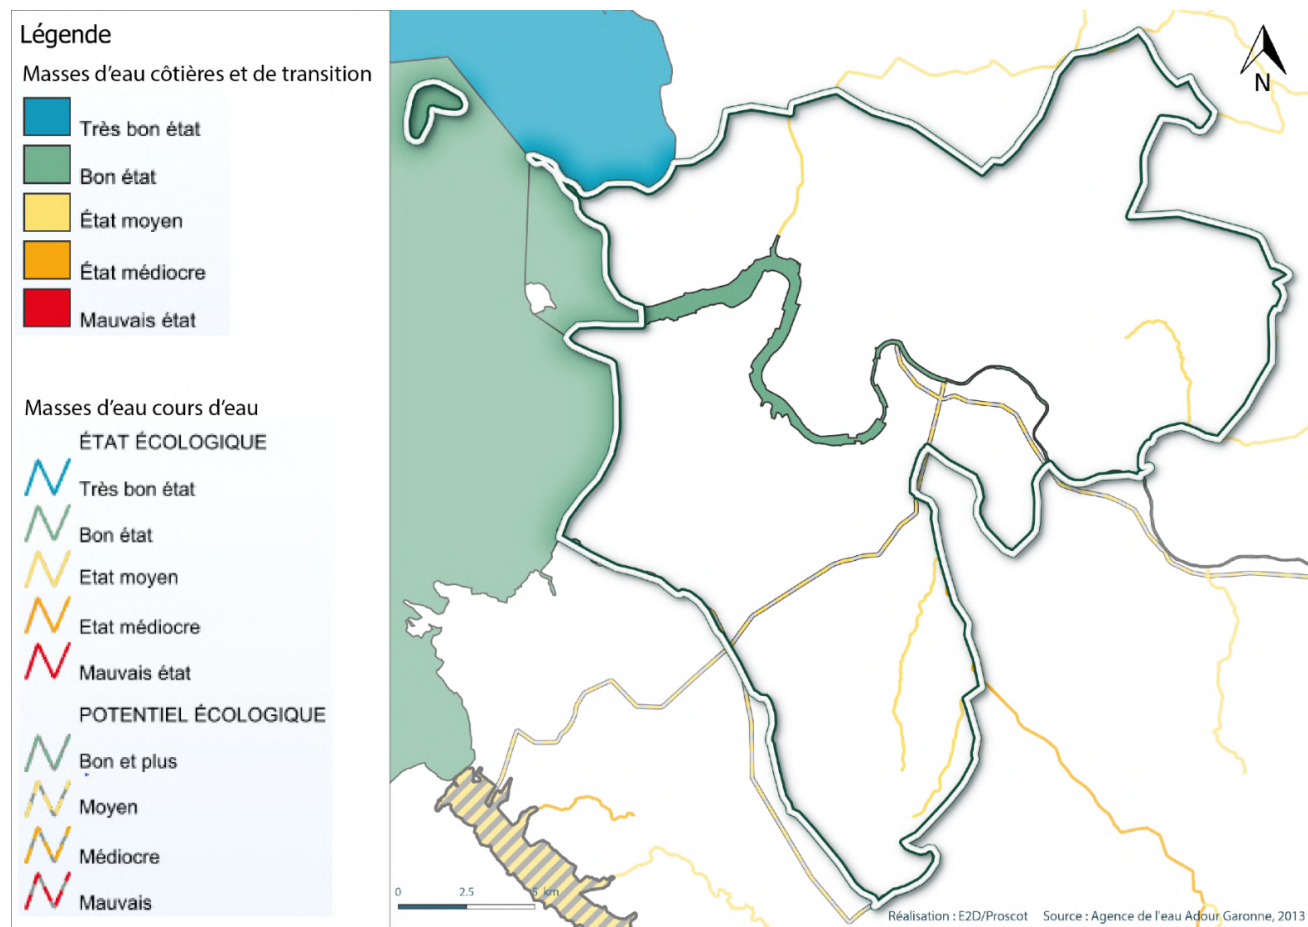 Légende
Masses d'eau côtières et de transition
Très bon état
Bon état
État moyen
État médiocre
Mauvais état
Masses d'eau cours d'eau
ÉTAT ÉCOLOGIQUE
Très bon état
Bon état
Etat moyen
Etat médiocre
Mauvais état
POTENTIEL ÉCOLOGIQUE
Bon et plus
Moyen
Médiocre
Mauvais
N
0 2.5 5 km
Réalisation : E2D/Proscot Source : Agence de l'eau Adour Garonne, 2013